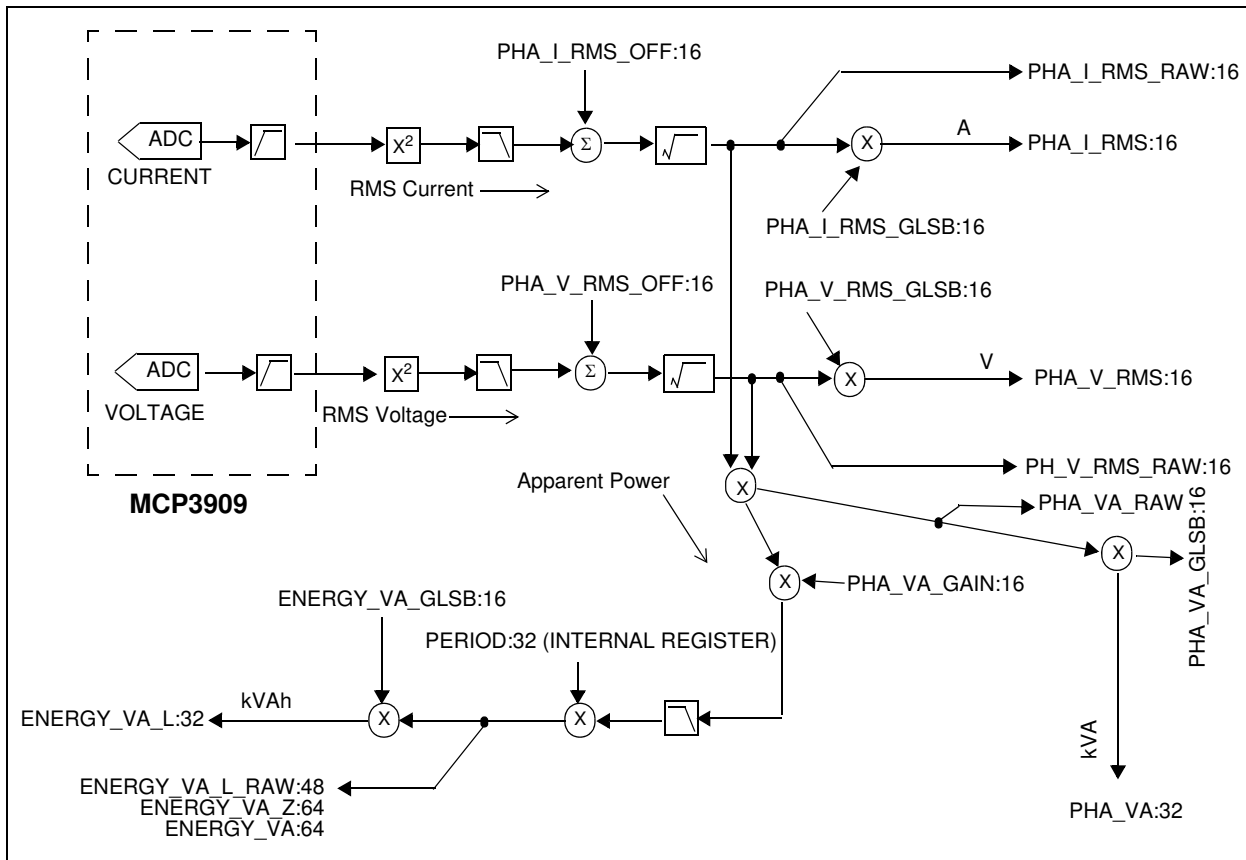 PHA_I_RMS_OFF:16
PHA_I_RMS_RAW:16
ADC
X²
Σ
√
X
A
PHA_I_RMS:16
CURRENT
RMS Current
PHA_I_RMS_GLSB:16
PHA_V_RMS_OFF:16
PHA_V_RMS_GLSB:16
ADC
X²
Σ
√
X
V
PHA_V_RMS:16
VOLTAGE
RMS Voltage
PH_V_RMS_RAW:16
Apparent Power
X
MCP3909
PHA_VA_RAW
X
PHA_VA_GLSB:16
X
PHA_VA_GAIN:16
ENERGY_VA_GLSB:16
PERIOD:32 (INTERNAL REGISTER)
kVAh
ENERGY_VA_L:32
X
X
kVA
ENERGY_VA_L_RAW:48
ENERGY_VA_Z:64
ENERGY_VA:64
PHA_VA:32